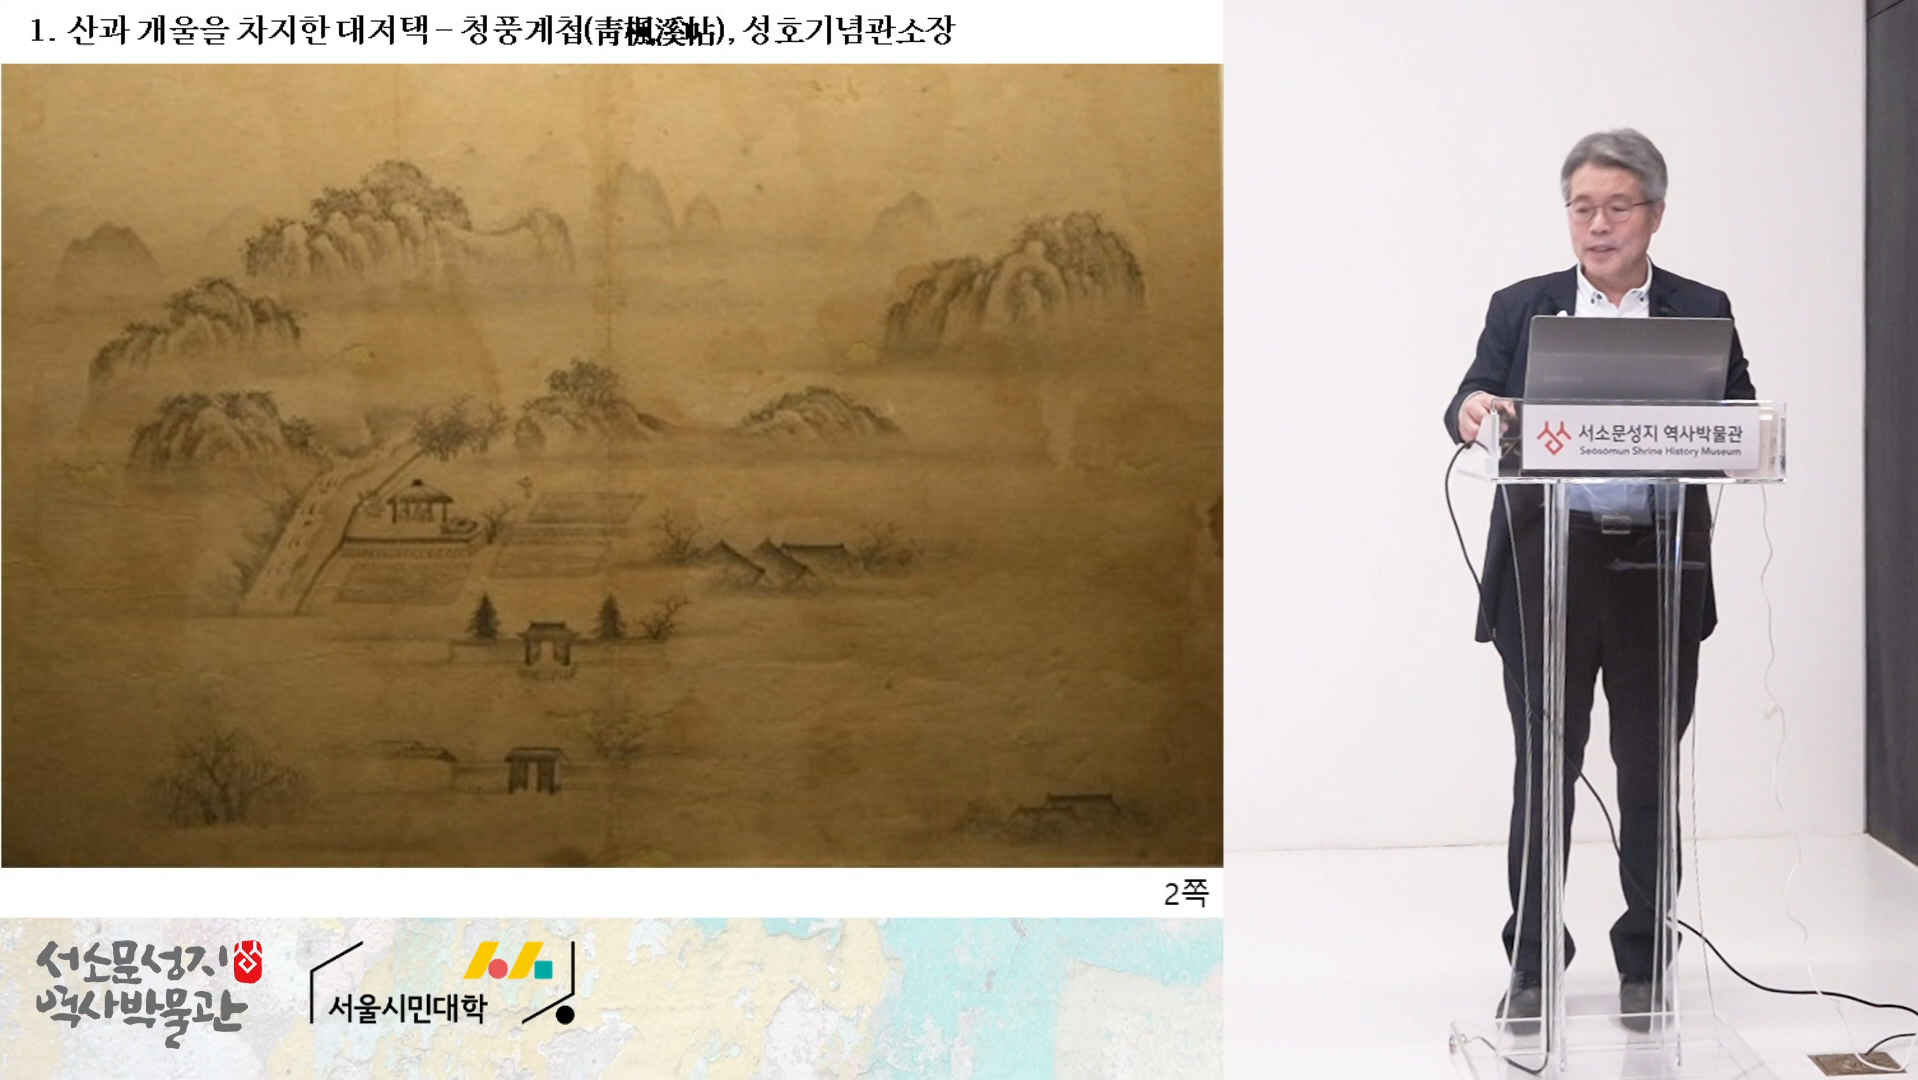 1. 산과 개울을 차지한 대저택 – 청풍계첩(靑楓溪帖), 성호기념관소장
서소문성지 역사박물관
Seosomun Shrine History Museum
2쪽
서소문성지
역사박물관
서울시민대학